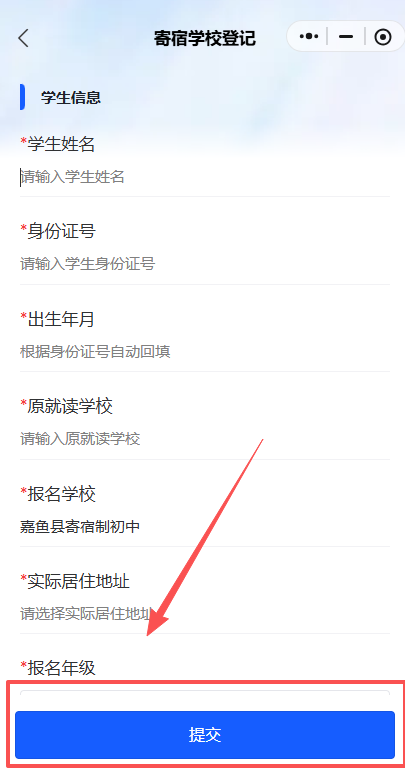 寄宿学校登记
学生信息
*学生姓名
请输入学生姓名
*身份证号
请输入学生身份证号
*出生年月
根据身份证号自动回填
*原就读学校
请输入原就读学校
*报名学校
嘉鱼县寄宿制初中
*实际居住地址
请选择实际居住地址
*报名年级
提交